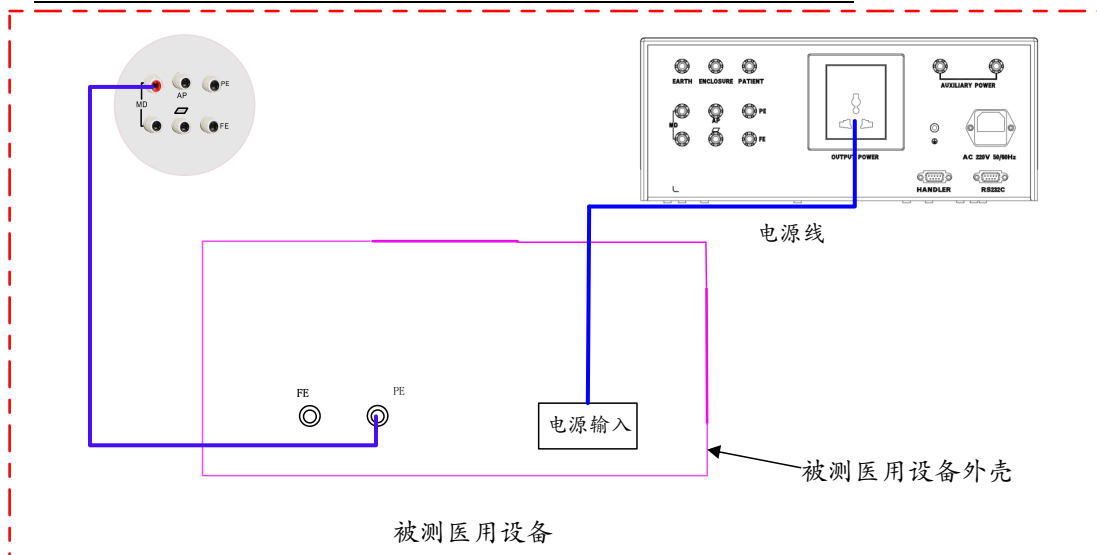 MD
AP
PE
FE
EARTH ENCLOSURE PATIENT
AUXILIARY POWER
MD
AP
PE
FE
OUTPUT POWER
AC 220V 50/60Hz
HANDLER
RS232C
电源线
FE
PE
电源输入
被测医用设备外壳
被测医用设备